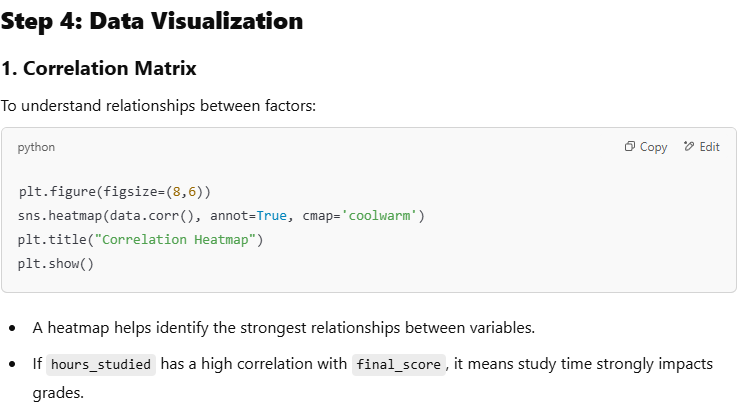 Step 4: Data Visualization
1. Correlation Matrix
To understand relationships between factors:
python
Copy
Edit
plt.figure(figsize=(8,6))
sns.heatmap(data.corr(), annot=True, cmap='coolwarm')
plt.title("Correlation Heatmap")
plt.show()
• A heatmap helps identify the strongest relationships between variables.
• If hours_studied has a high correlation with final_score, it means study time strongly impacts
grades.